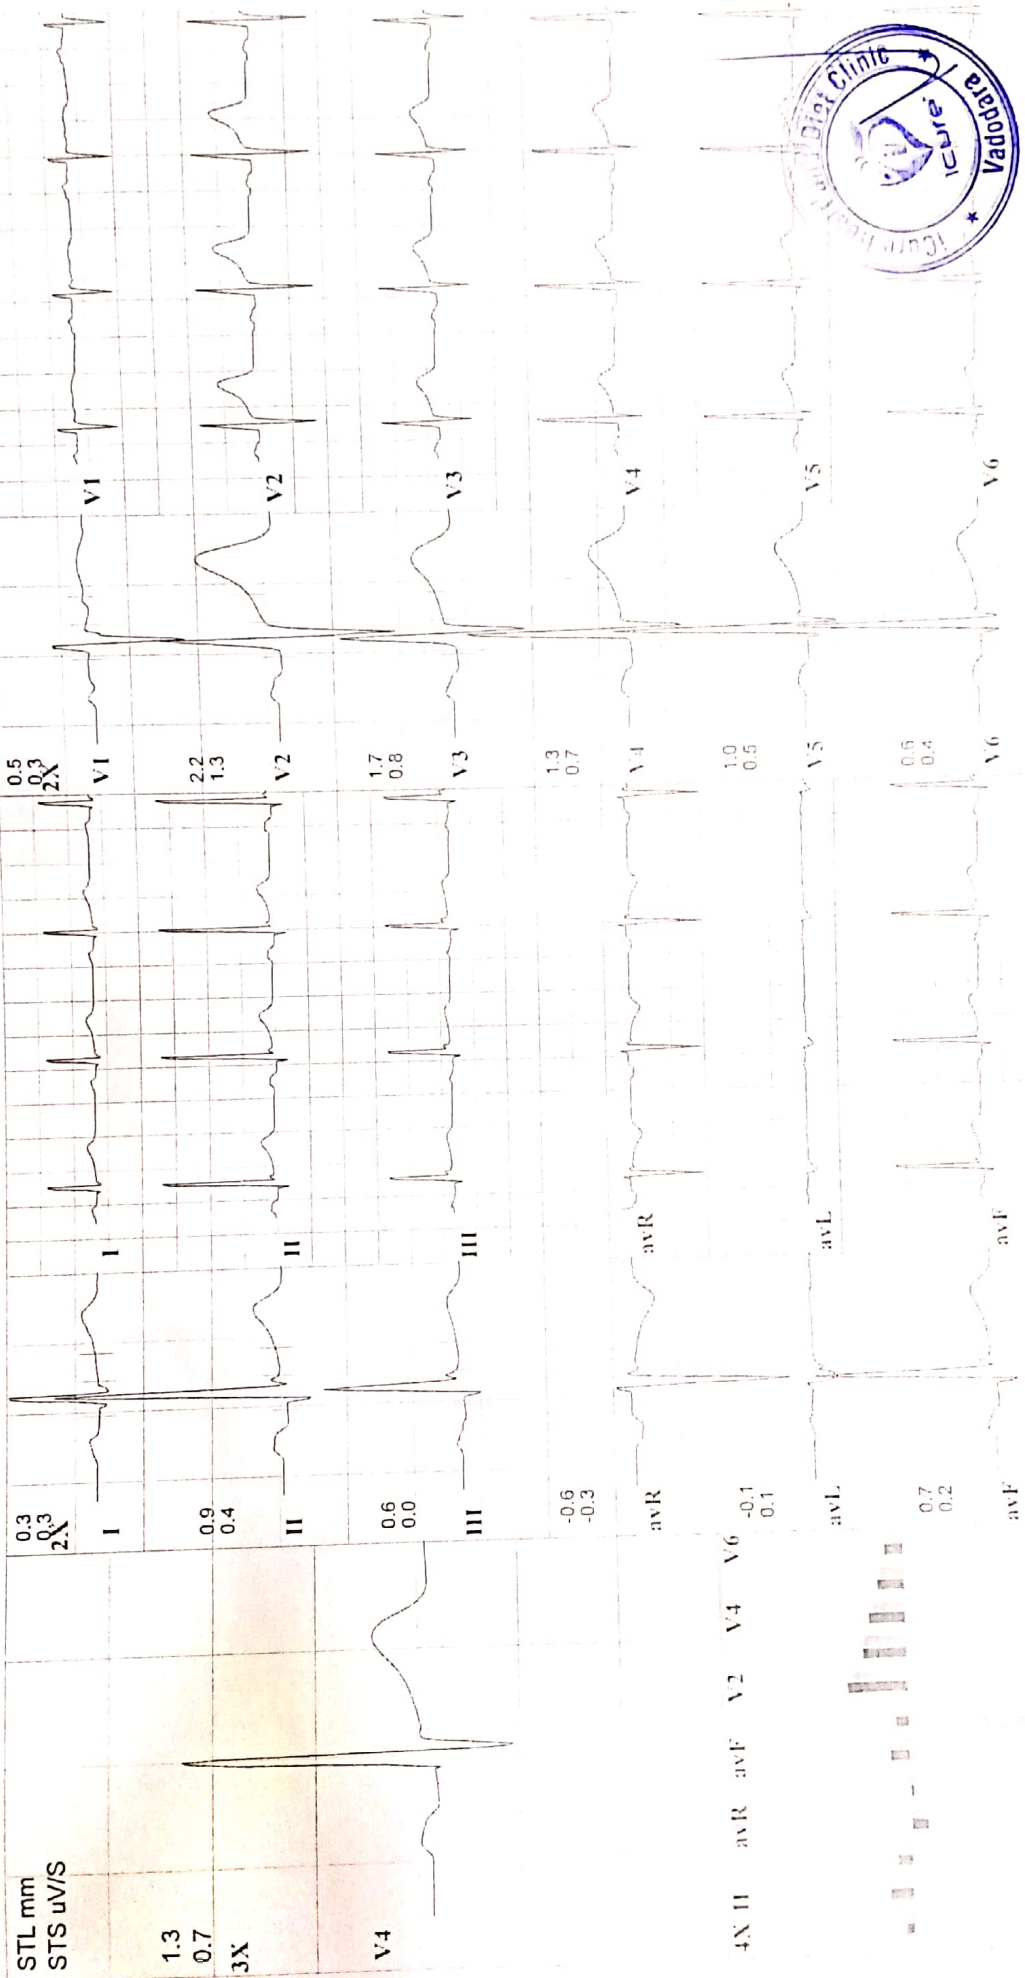 STL mm
STS uV/S
1.3
0.7
3X
V4
4X II avR avF V2 V4 V6
0.3
0.3
2X
I
0.9
0.4
II
0.6
0.0
III
-0.6
-0.3
avR
-0.1
0.1
avL
0.7
0.2
avF
I
II
III
avR
avL
avF
0.5
0.3
2X
V1
2.2
1.3
V2
1.7
0.8
V3
1.3
0.7
V4
1.0
0.5
V5
0.6
0.4
V6
V1
V2
V3
V4
V5
V6
Diet Clinic
icure
Vadodara